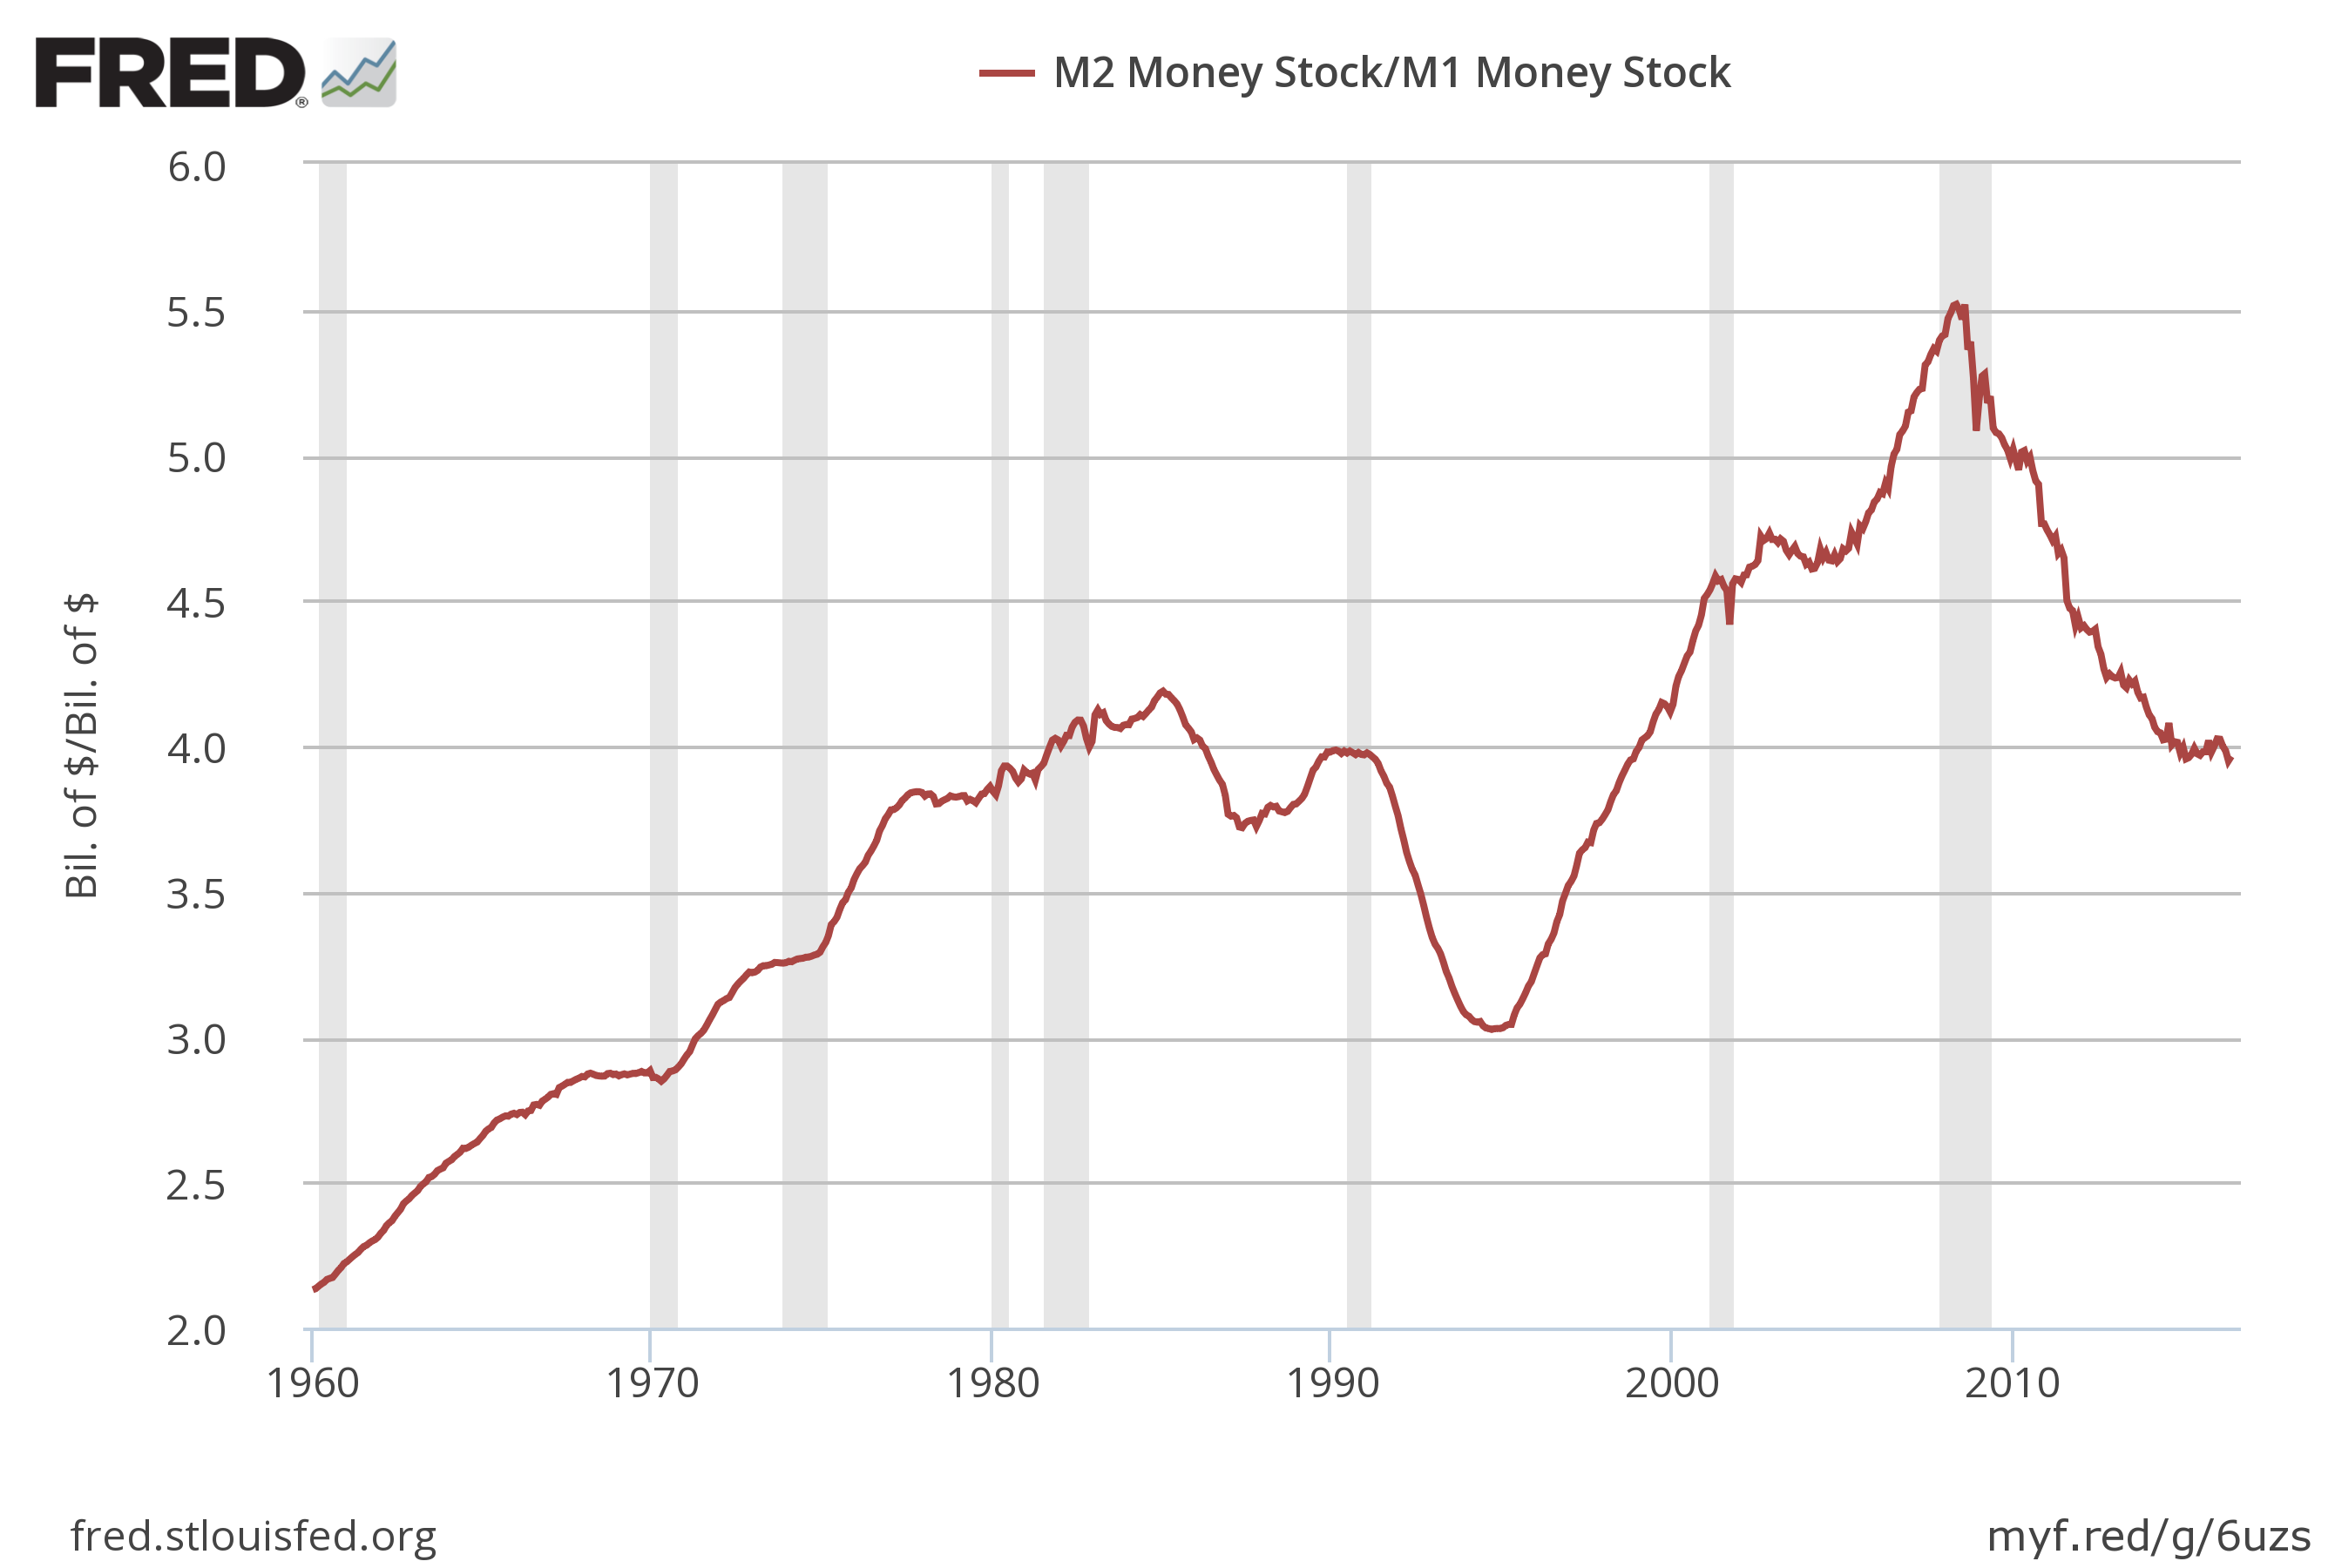 FRED®
M2 Money Stock/M1 Money Stock
6.0
5.5
5.0
4.5
4.0
3.5
3.0
2.5
2.0
Bil. of $/Bil. of $
1960 1970 1980 1990 2000 2010
fred.stlouisfed.org
myf.red/g/6uzs